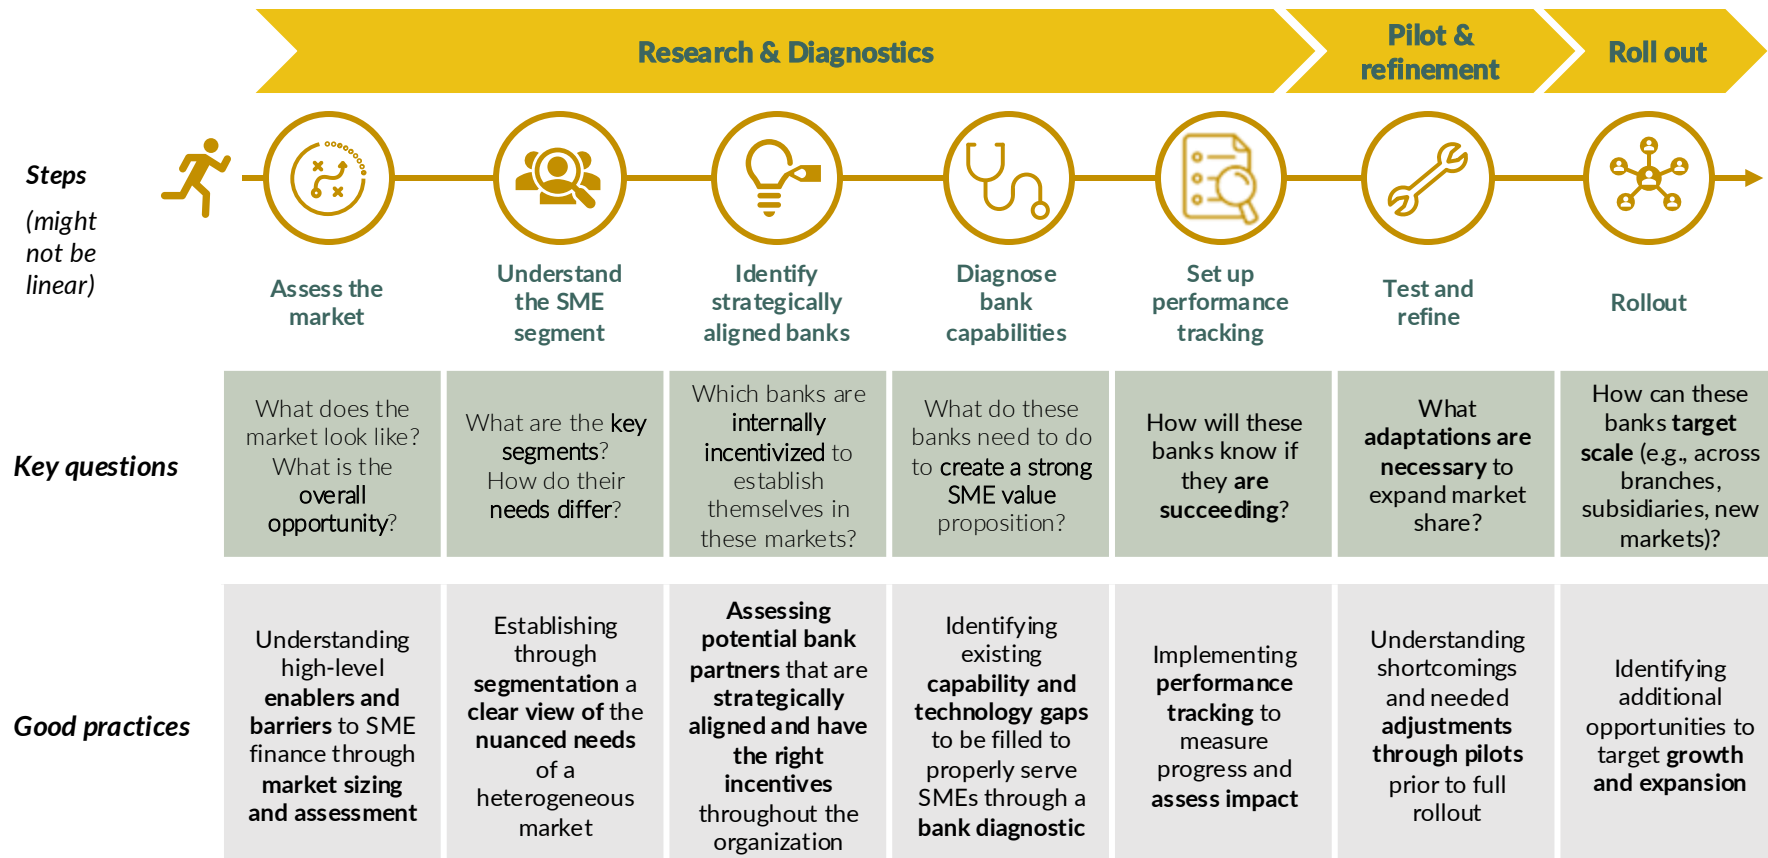 Research & Diagnostics
Pilot &
refinement
Roll out
Steps
(might
not be
linear)
Assess the
market
Understand
the SME
segment
Identify
strategically
aligned banks
Diagnose
bank
capabilities
Set up
performance
tracking
Test and
refine
Rollout
Key questions
What does the
market look like?
What is the
overall
opportunity?
What are the key
segments?
How do their
needs differ?
Which banks are
internally
incentivized to
establish
themselves in
these markets?
What do these
banks need to do
to create a strong
SME value
proposition?
How will these
banks know if
they are
succeeding?
What
adaptations are
necessary to
expand market
share?
How can these
banks target
scale (e.g., across
branches,
subsidiaries, new
markets)?
Good practices
Understanding
high-level
enablers and
barriers to SME
finance through
market sizing
and assessment
Establishing
through
segmentation a
clear view of the
nuanced needs
of a
heterogeneous
market
Assessing
potential bank
partners that are
strategically
aligned and have
the right
incentives
throughout the
organization
Identifying
existing
capability and
technology gaps
to be filled to
properly serve
SMEs through a
bank diagnostic
Implementing
performance
tracking to
measure
progress and
assess impact
Understanding
shortcomings
and needed
adjustments
through pilots
prior to full
rollout
Identifying
additional
opportunities to
target growth
and expansion